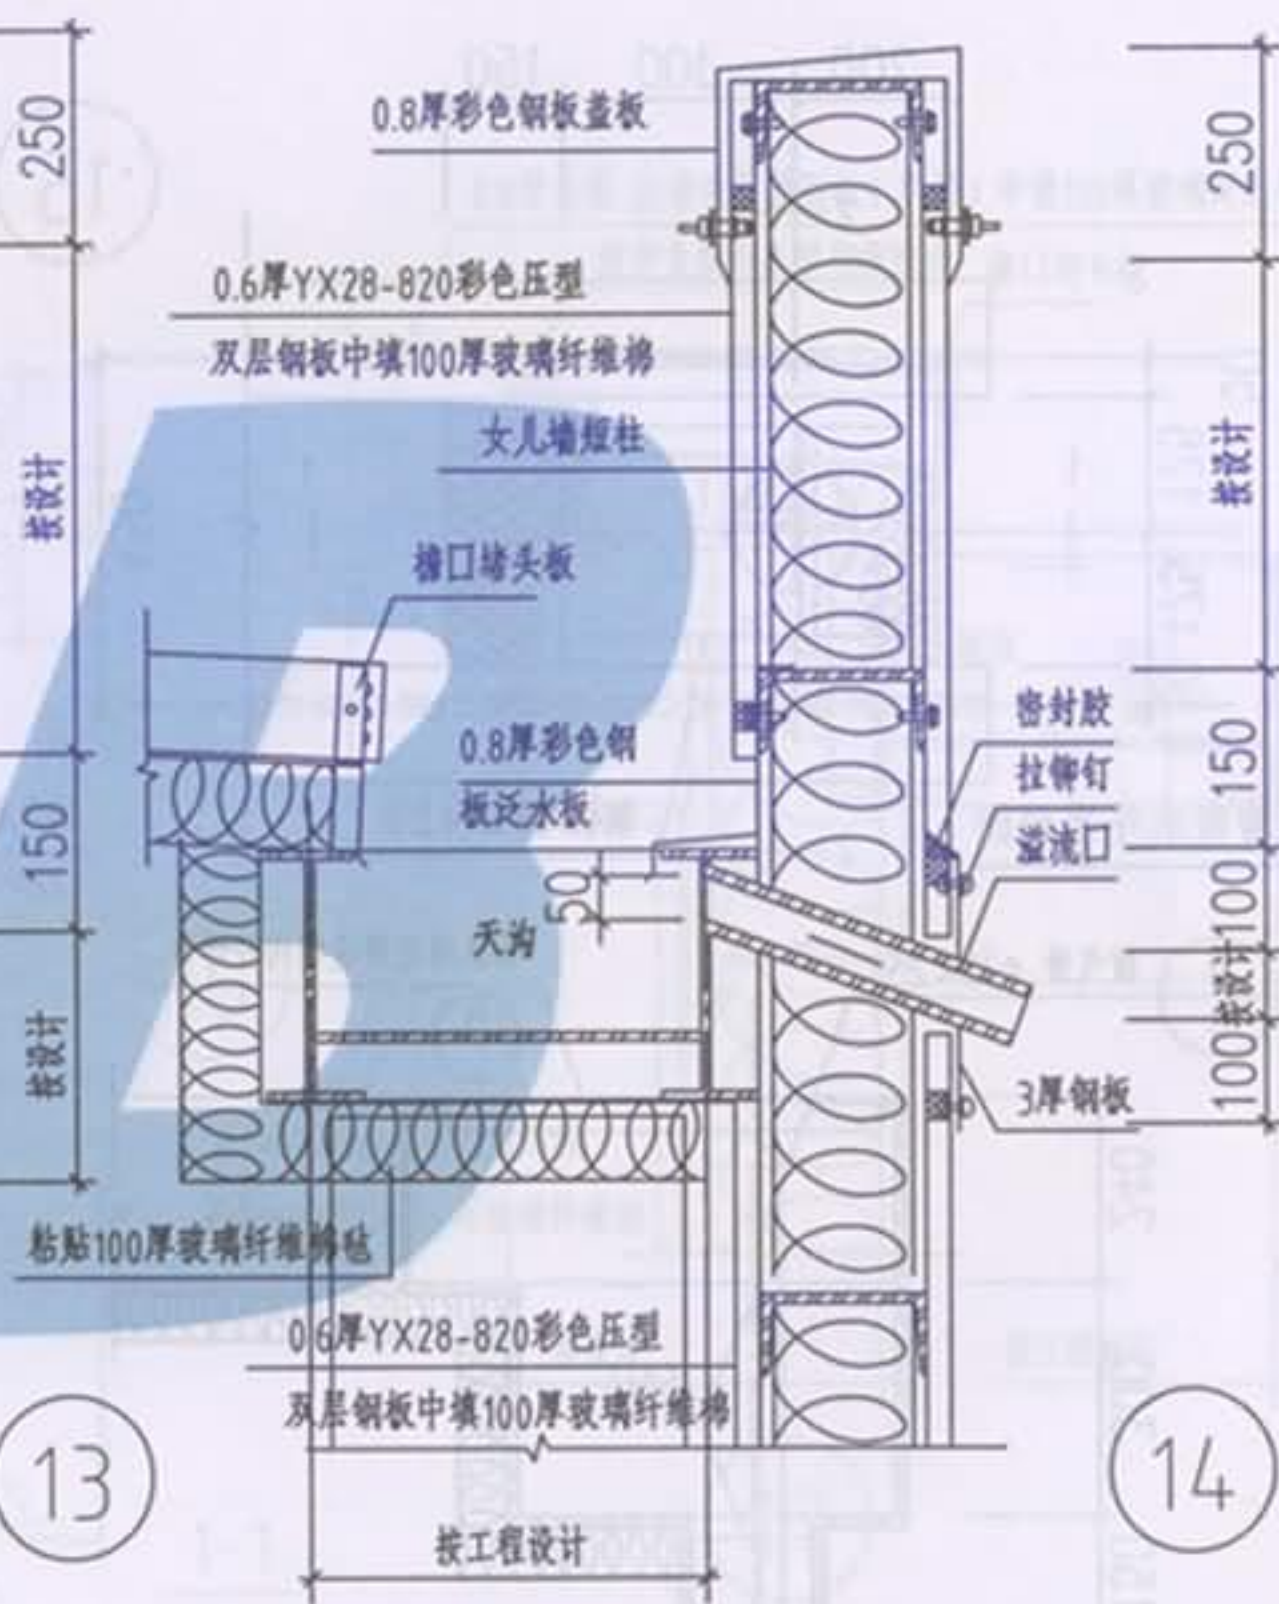 250
按设计
150
按设计
0.8厚彩色钢板盖板
0.6厚YX28-820彩色压型
双层钢板中填100厚玻璃纤维棉
女儿墙短柱
檐口堵头板
0.8厚彩色钢
板泛水板
50
天沟
粘贴100厚玻璃纤维棉毡
0.6厚YX28-820彩色压型
双层钢板中填100厚玻璃纤维棉
按工程设计
13
250
按设计
密封胶
拉铆钉
溢流口
150
100
按设计
100
3厚钢板
14